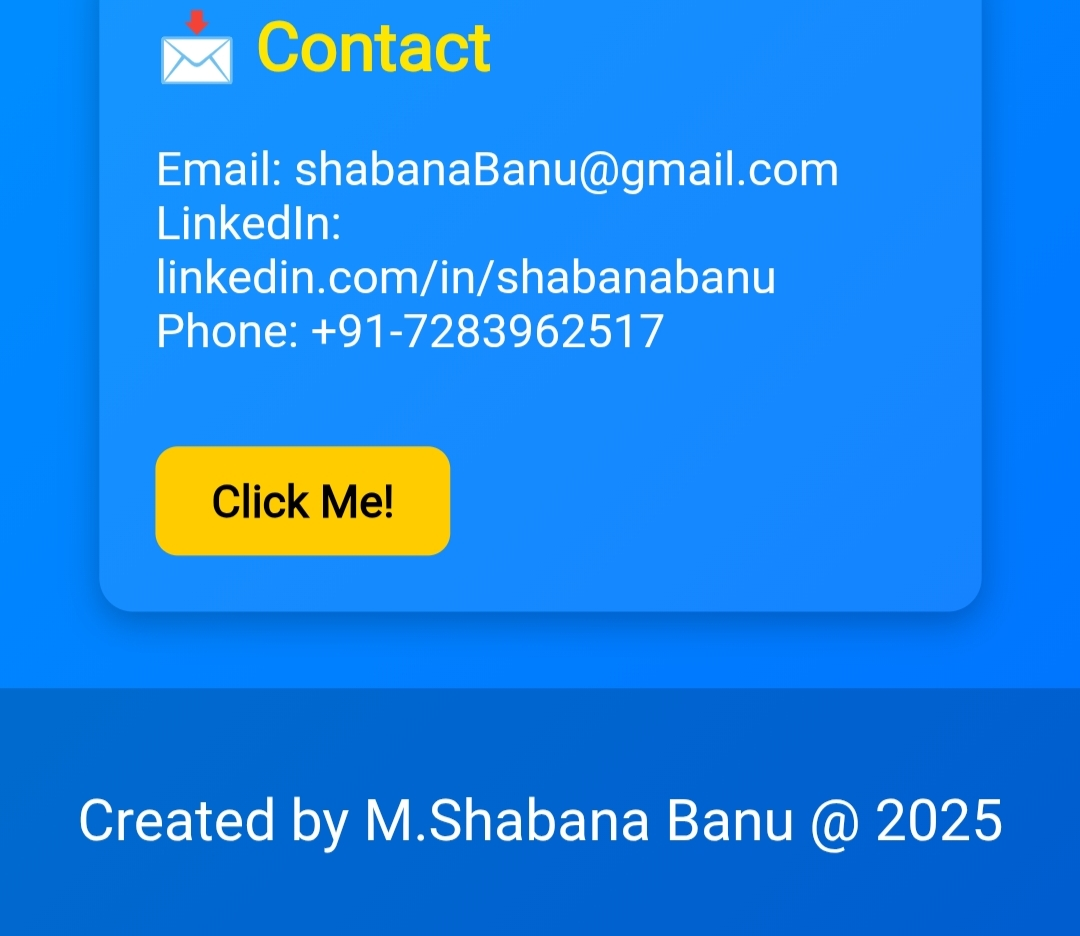 Contact
Email: shabanaBanu@gmail.com
LinkedIn:
linkedin.com/in/shabanabanu
Phone: +91-7283962517
Click Me!
Created by M.Shabana Banu @ 2025